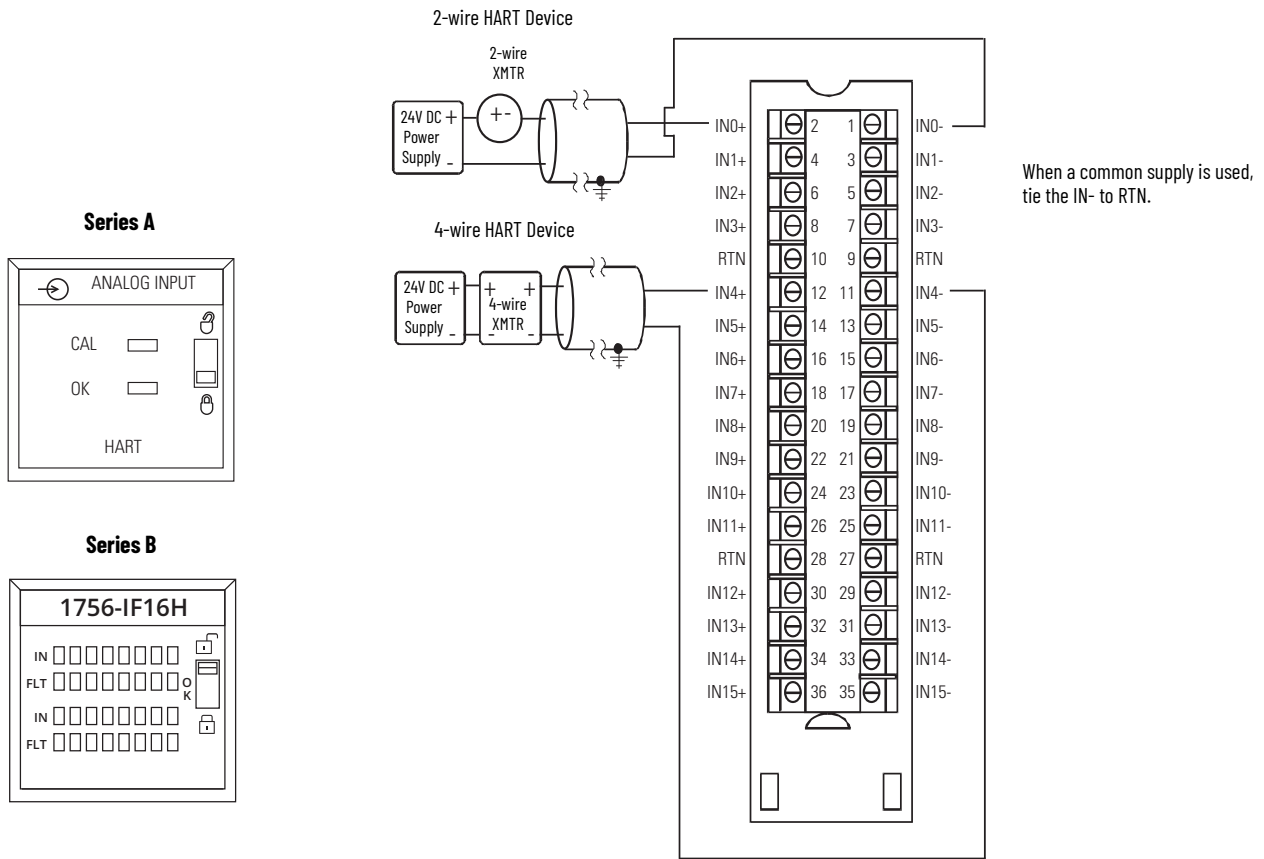 2-wire HART Device
2-wire
XMTR
24V DC +
Power
Supply -
+ -
4-wire HART Device
24V DC +
Power
Supply -
+ +
4-wire
XMTR
- -
IN0+ 2 1 IN0-
IN1+ 4 3 IN1-
IN2+ 6 5 IN2-
IN3+ 8 7 IN3-
RTN 10 9 RTN
IN4+ 12 11 IN4-
IN5+ 14 13 IN5-
IN6+ 16 15 IN6-
IN7+ 18 17 IN7-
IN8+ 20 19 IN8-
IN9+ 22 21 IN9-
IN10+ 24 23 IN10-
IN11+ 26 25 IN11-
RTN 28 27 RTN
IN12+ 30 29 IN12-
IN13+ 32 31 IN13-
IN14+ 34 33 IN14-
IN15+ 36 35 IN15-
When a common supply is used,
tie the IN- to RTN.
Series A
ANALOG INPUT
CAL
OK
HART
Series B
1756-IF16H
IN
FLT
OK
IN
FLT